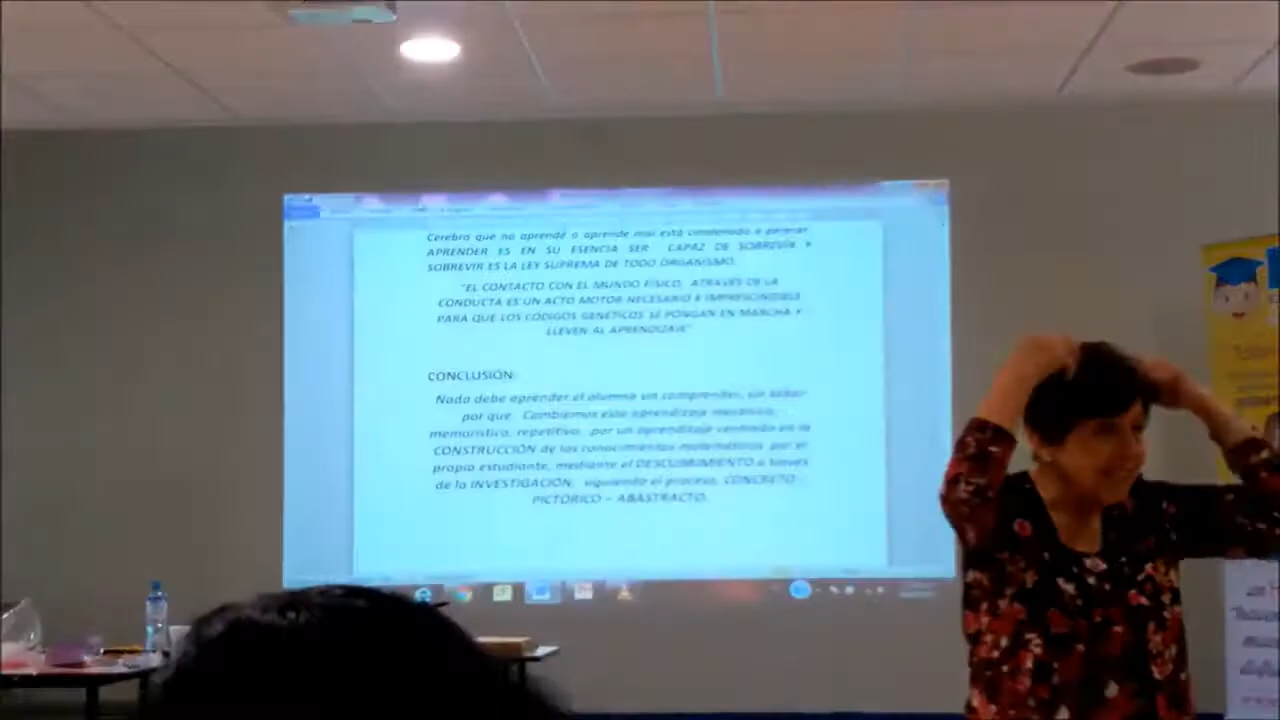 Cerebro que no aprende o aprende mal está condenado a perecer
APRENDER ES EN SU ESENCIA SER CAPAZ DE SOBREVIR Y
SOBREVIR ES LA LEY SUPREMA DE TODO ORGANISMO.
"EL CONTACTO CON EL MUNDO FÍSICO, ATRAVES DE LA
CONDUCTA ES UN ACTO MOTOR NECESARIO E IMPRESCINDIBLE
PARA QUE LOS CÓDIGOS GENÉTICOS SE PONGAN EN MARCHA Y
LLEVEN AL APRENDIZAJE"
CONCLUSIÓN:
Nada debe aprender el alumno sin comprender, sin saber
por que. Cambiemos este aprendizaje mecánico,
memorístico, repetitivo, por un aprendizaje centrado en la
CONSTRUCCIÓN de los conocimientos matemáticos por el
propio estudiante, mediante el DESCUBRIMIENTO a través
de la INVESTIGACIÓN, siguiendo el proceso, CONCRETO -
PICTÓRICO – ABASTRACTO.